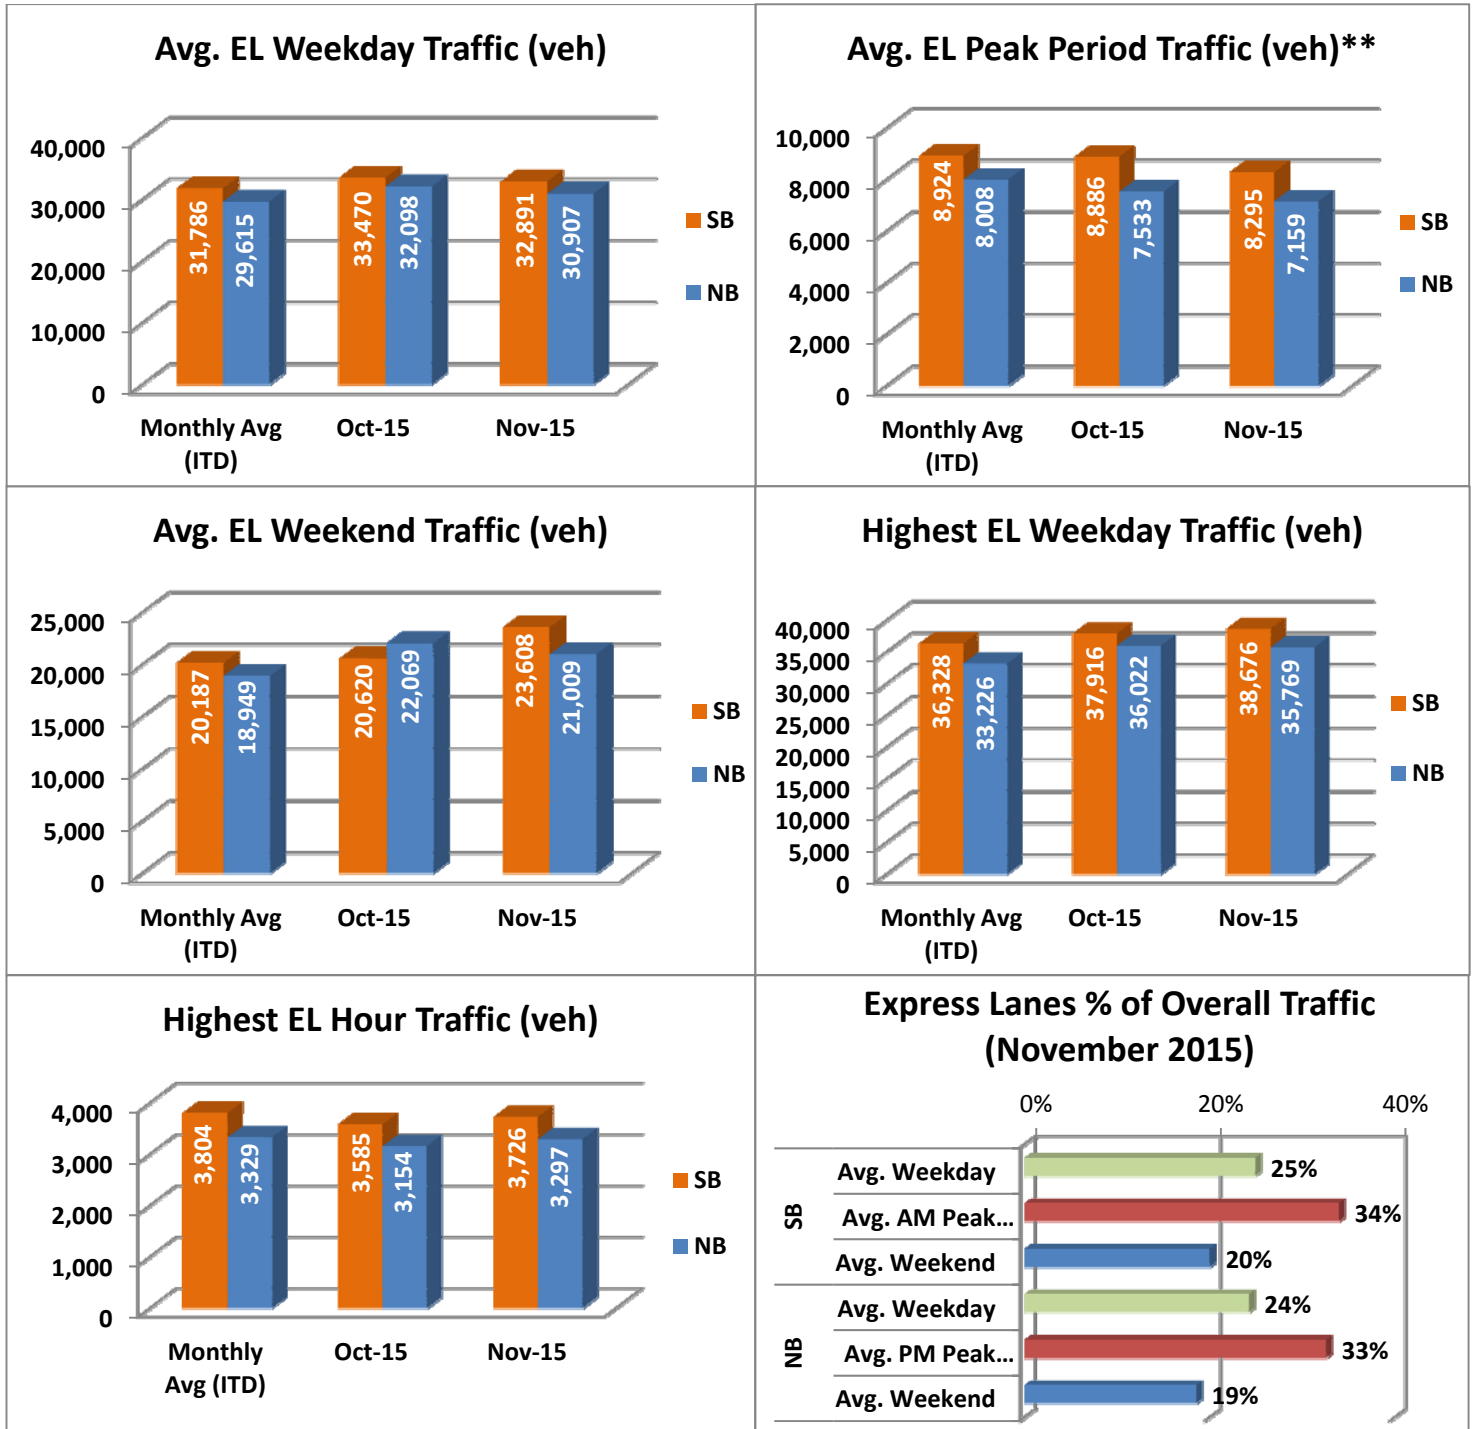 Avg. EL Weekday Traffic (veh)
40,000
30,000
20,000
10,000
0
31,786
29,615
33,470
32,098
32,891
30,907
SB
NB
Monthly Avg
(ITD)
Oct-15
Nov-15
Avg. EL Peak Period Traffic (veh)**
10,000
8,000
6,000
4,000
2,000
0
8,924
8,008
8,886
7,533
8,295
7,159
SB
NB
Monthly Avg
(ITD)
Oct-15
Nov-15
Avg. EL Weekend Traffic (veh)
25,000
20,000
15,000
10,000
5,000
0
20,187
18,949
20,620
22,069
23,608
21,009
SB
NB
Monthly Avg
(ITD)
Oct-15
Nov-15
Highest EL Weekday Traffic (veh)
40,000
35,000
30,000
25,000
20,000
15,000
10,000
5,000
0
36,328
33,226
37,916
36,022
38,676
35,769
SB
NB
Monthly Avg
(ITD)
Oct-15
Nov-15
Highest EL Hour Traffic (veh)
4,000
3,000
2,000
1,000
0
3,804
3,329
3,585
3,154
3,726
3,297
SB
NB
Monthly
Avg (ITD)
Oct-15
Nov-15
Express Lanes % of Overall Traffic
(November 2015)
0% 20% 40%
SB
Avg. Weekday 25%
Avg. AM Peak... 34%
Avg. Weekend 20%
NB
Avg. Weekday 24%
Avg. PM Peak... 33%
Avg. Weekend 19%